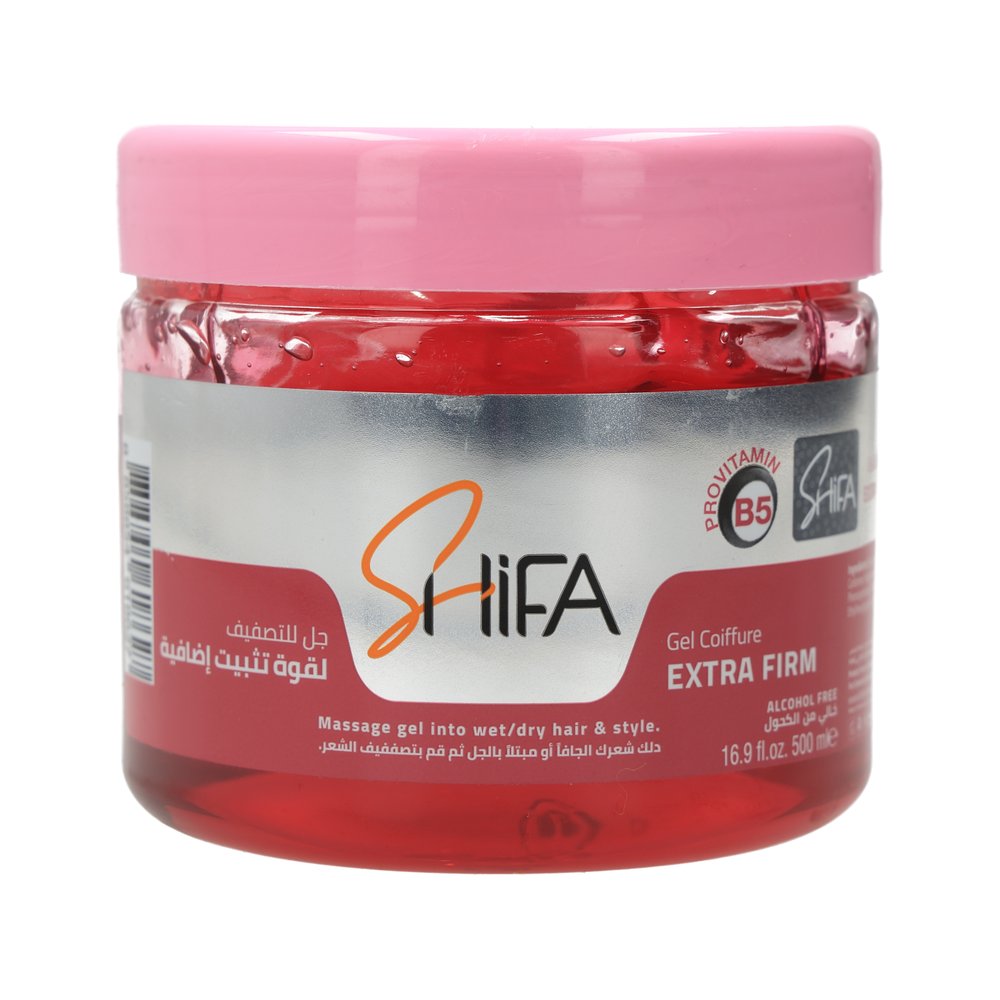 PROVITAMIN
B5
SHiFA
SHiFA
جل للتصفيف
لقوة تثبيت إضافية
Gel Coiffure
EXTRA FIRM
ALCOHOL FREE
خالي من الكحول
16.9 fl.oz. 500 ml℮
Massage gel into wet/dry hair & style.
دلك شعرك الجافاً أو مبتلاً بالجل ثم قم بتصففيف الشعر.